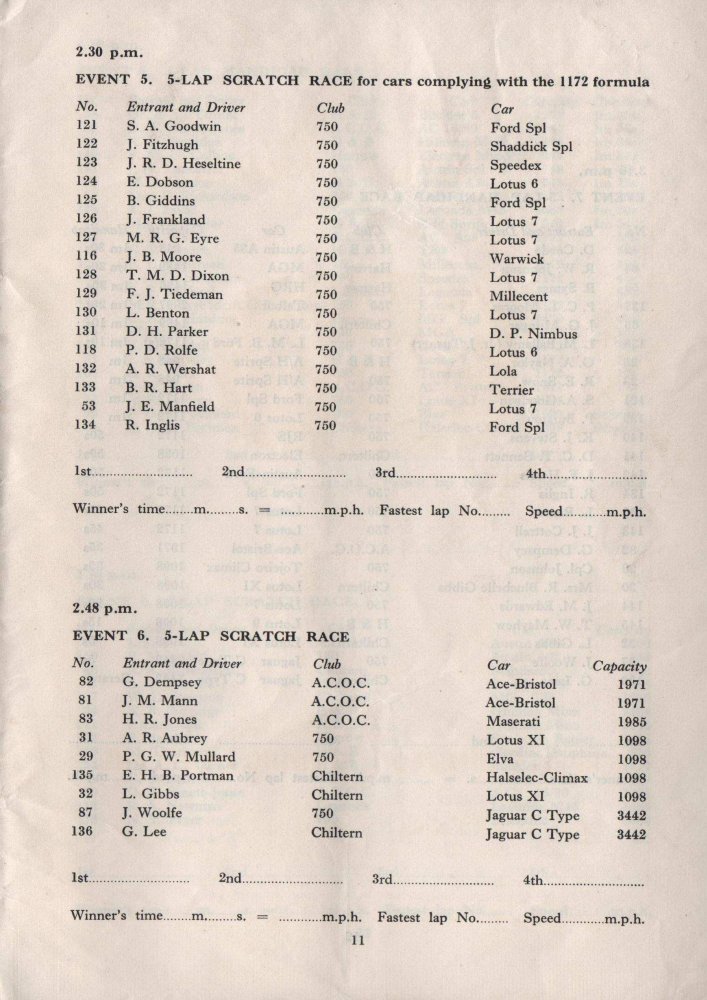 2.30 p.m.
EVENT 5. 5-LAP SCRATCH RACE for cars complying with the 1172 formula
No. Entrant and Driver Club Car
121 S. A. Goodwin 750 Ford Spl
122 J. Fitzhugh 750 Shaddick Spl
123 J. R. D. Heseltine 750 Speedex
124 E. Dobson 750 Lotus 6
125 B. Giddins 750 Ford Spl
126 J. Frankland 750 Lotus 7
127 M. R. G. Eyre 750 Lotus 7
116 J. B. Moore 750 Warwick
128 T. M. D. Dixon 750 Lotus 7
129 F. J. Tiedeman 750 Millecent
130 L. Benton 750 Lotus 7
131 D. H. Parker 750 D. P. Nimbus
118 P. D. Rolfe 750 Lotus 6
132 A. R. Wershat 750 Lola
133 B. R. Hart 750 Terrier
53 J. E. Manfield 750 Lotus 7
134 R. Inglis 750 Ford Spl
1st.......................... 2nd.......................... 3rd.......................... 4th..........................
Winner's time........m.........s. = ............m.p.h. Fastest lap No......... Speed............m.p.h.
2.48 p.m.
EVENT 6. 5-LAP SCRATCH RACE
No. Entrant and Driver Club Car Capacity
82 G. Dempsey A.C.O.C. Ace-Bristol 1971
81 J. M. Mann A.C.O.C. Ace-Bristol 1971
83 H. R. Jones A.C.O.C. Maserati 1985
31 A. R. Aubrey 750 Lotus XI 1098
29 P. G. W. Mullard 750 Elva 1098
135 E. H. B. Portman Chiltern Halselec-Climax 1098
32 L. Gibbs Chiltern Lotus XI 1098
87 J. Woolfe 750 Jaguar C Type 3442
136 G. Lee Chiltern Jaguar C Type 3442
1st.......................... 2nd.......................... 3rd.......................... 4th..........................
Winner's time........m.........s. = ............m.p.h. Fastest lap No......... Speed............m.p.h.
11